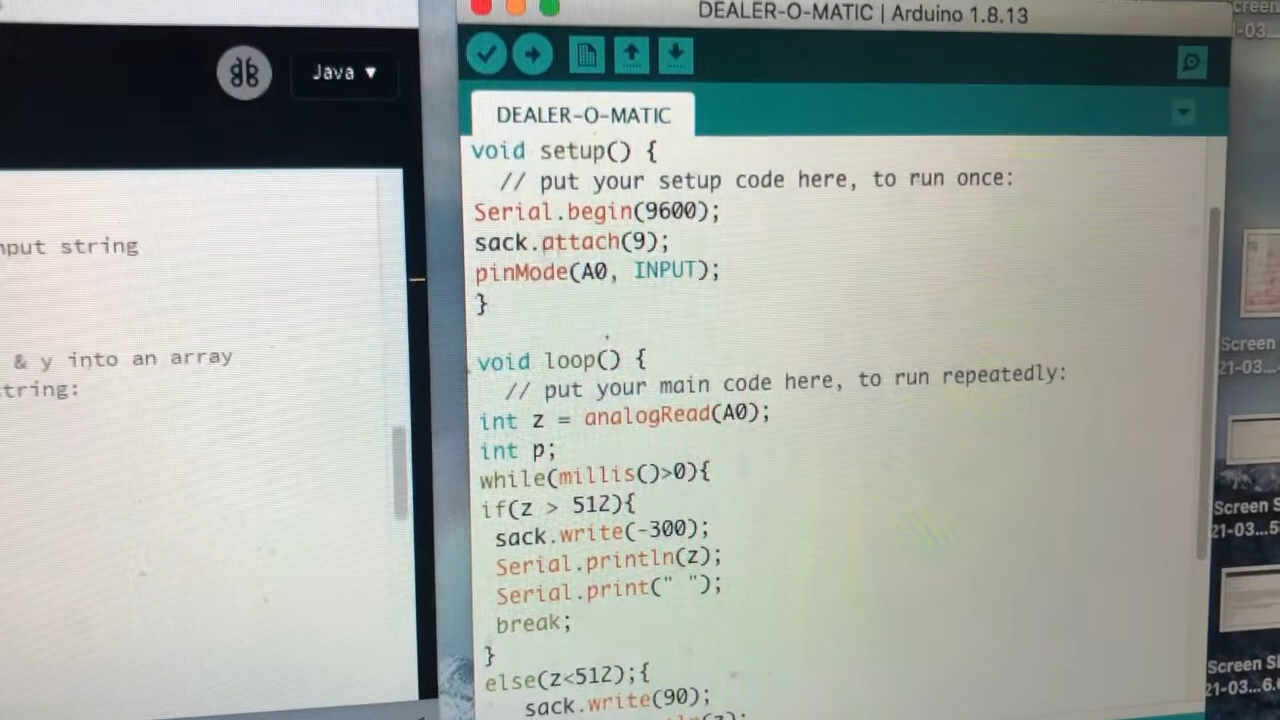 DEALER-O-MATIC | Arduino 1.8.13
Java ▼
DEALER-O-MATIC
void setup() {
// put your setup code here, to run once:
Serial.begin(9600);
sack.attach(9);
pinMode(A0, INPUT);
}
void loop() {
// put your main code here, to run repeatedly:
int z = analogRead(A0);
int p;
while(millis()>0){
if(z > 512){
sack.write(-300);
Serial.println(z);
Serial.print(" ");
break;
}
else(z<512);{
sack.write(90);
string
& y into an array
string:
Screen
21-03...
Screen S
21-03...5
Screen S
21-03...6.